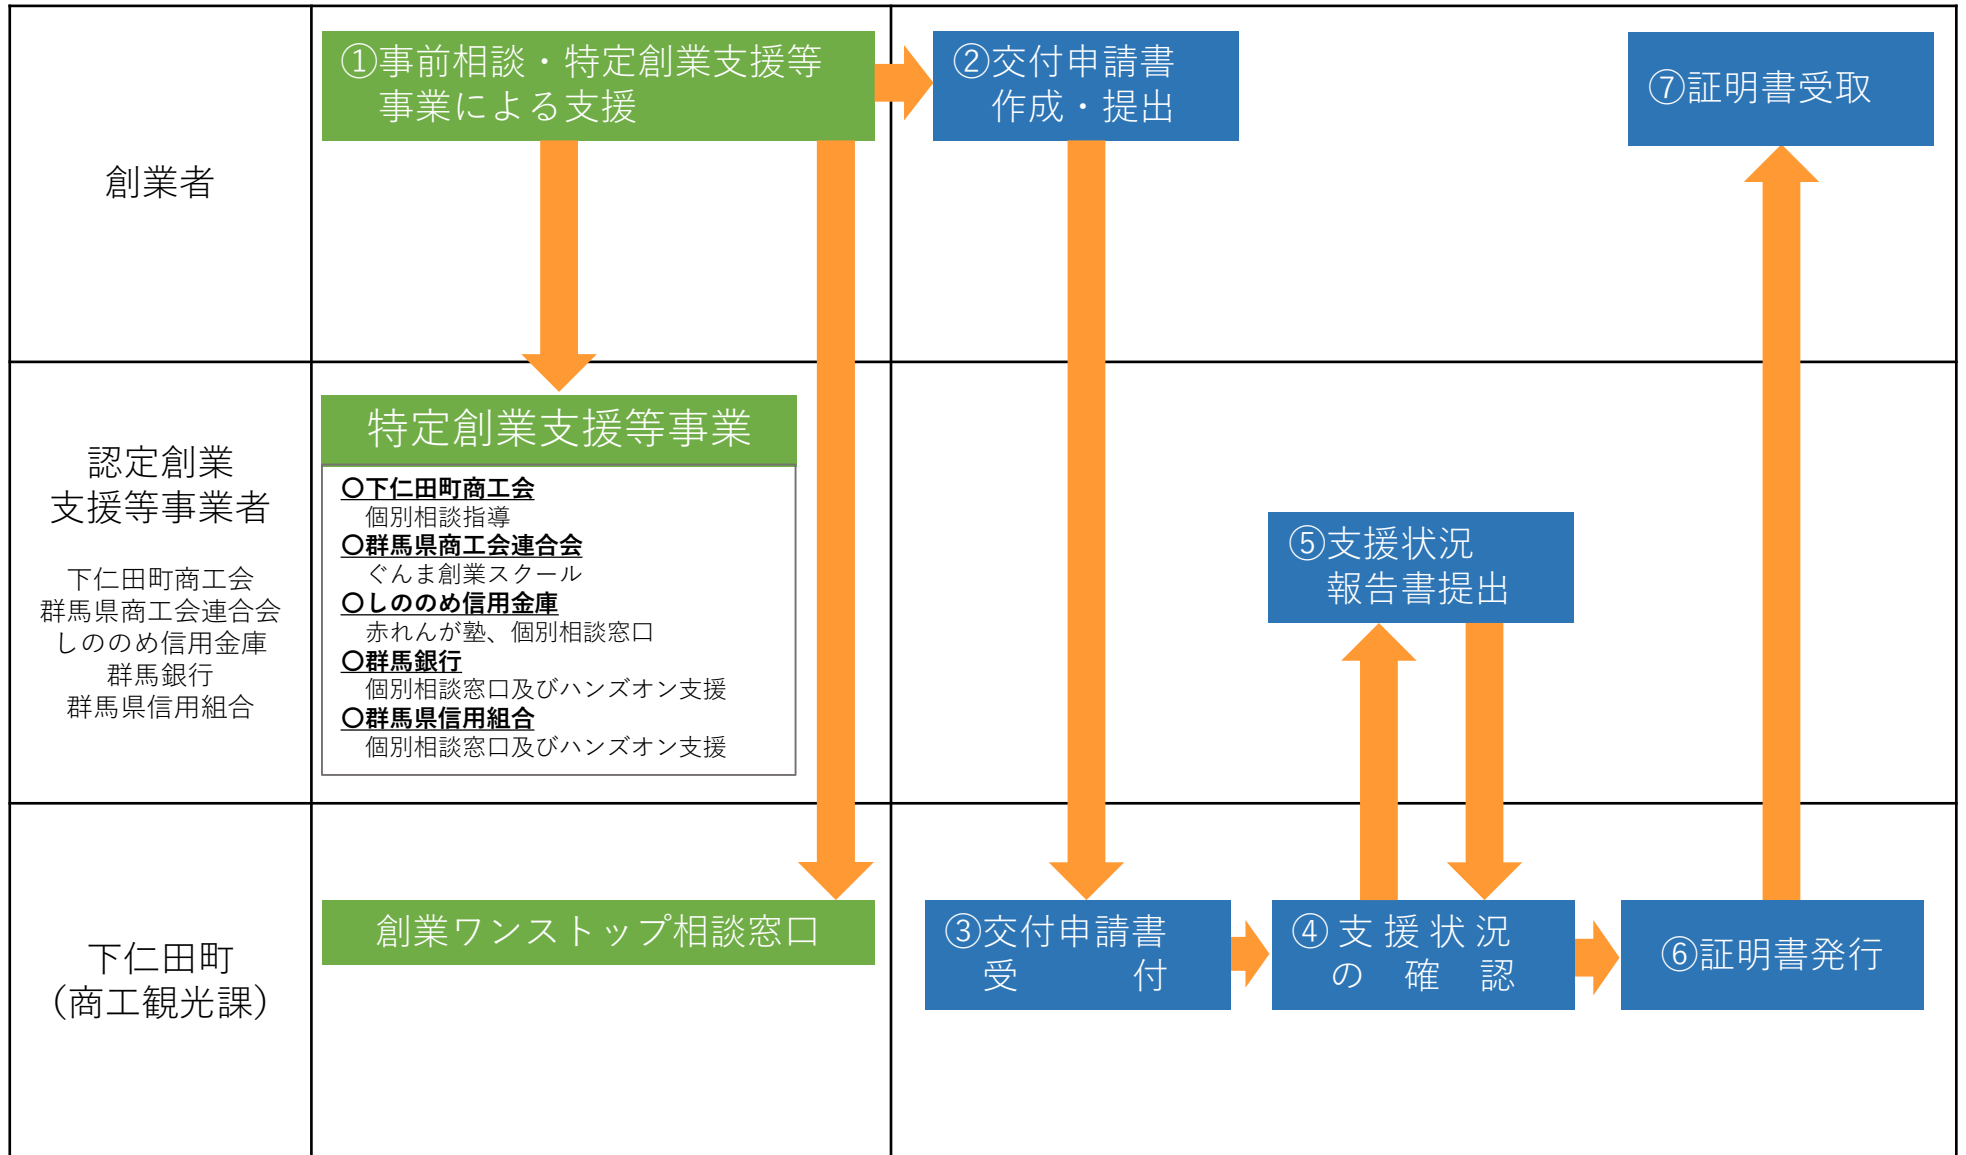 創業者
①事前相談・特定創業支援等
事業による支援
②交付申請書
作成・提出
⑦証明書受取
認定創業
支援等事業者
下仁田町商工会
群馬県商工会連合会
しののめ信用金庫
群馬銀行
群馬県信用組合
特定創業支援等事業
〇下仁田町商工会
個別相談指導
〇群馬県商工会連合会
ぐんま創業スクール
〇しののめ信用金庫
赤れんが塾、個別相談窓口
〇群馬銀行
個別相談窓口及びハンズオン支援
〇群馬県信用組合
個別相談窓口及びハンズオン支援
⑤支援状況
報告書提出
下仁田町
（商工観光課）
創業ワンストップ相談窓口
③交付申請書
受　　　付
④支援状況
の　確　認
⑥証明書発行